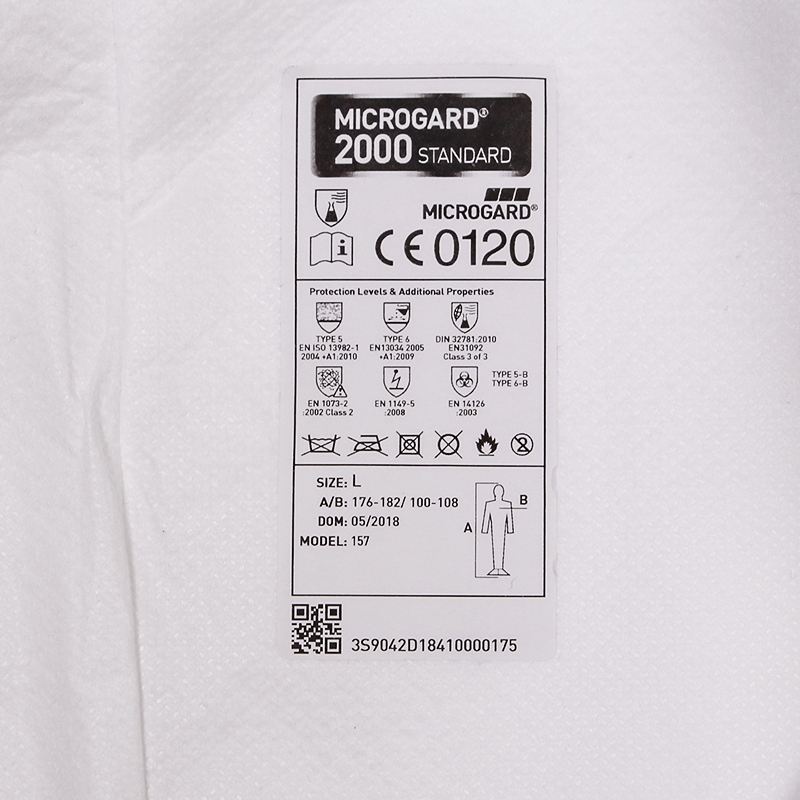 MICROGARD®
2000 STANDARD
MICROGARD®
i
CE 0120
Protection Levels & Additional Properties
TYPE 5
EN ISO 13982-1
2004 +A1:2010
TYPE 6
EN13034 2005
+A1:2009
DIN 32781:2010
EN31092
Class 3 of 3
EN 1073-2
:2002 Class 2
EN 1149-5
:2008
EN 14126
:2003
TYPE 5-B
TYPE 6-B
SIZE: L
A/B: 176-182/ 100-108
DOM: 05/2018
MODEL: 157
A
B
3S9042D18410000175